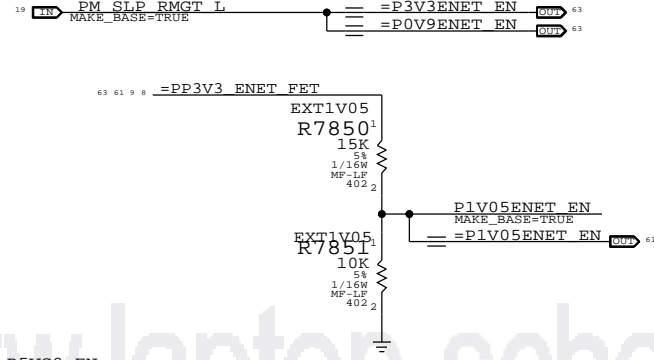 19 IN PM_SLP_RMGT_L =P3V3ENET_EN OUT 63
MAKE_BASE=TRUE
=P0V9ENET_EN OUT 63
63 61 9 8 =PP3V3_ENET_FET
EXT1V05
R7850 1
15K
5%
1/16W
MF-LF
402 2
P1V05ENET_EN
MAKE_BASE=TRUE
=P1V05ENET_EN OUT 61
EXT1V05
R7851 1
10K
5%
1/16W
MF-LF
402 2